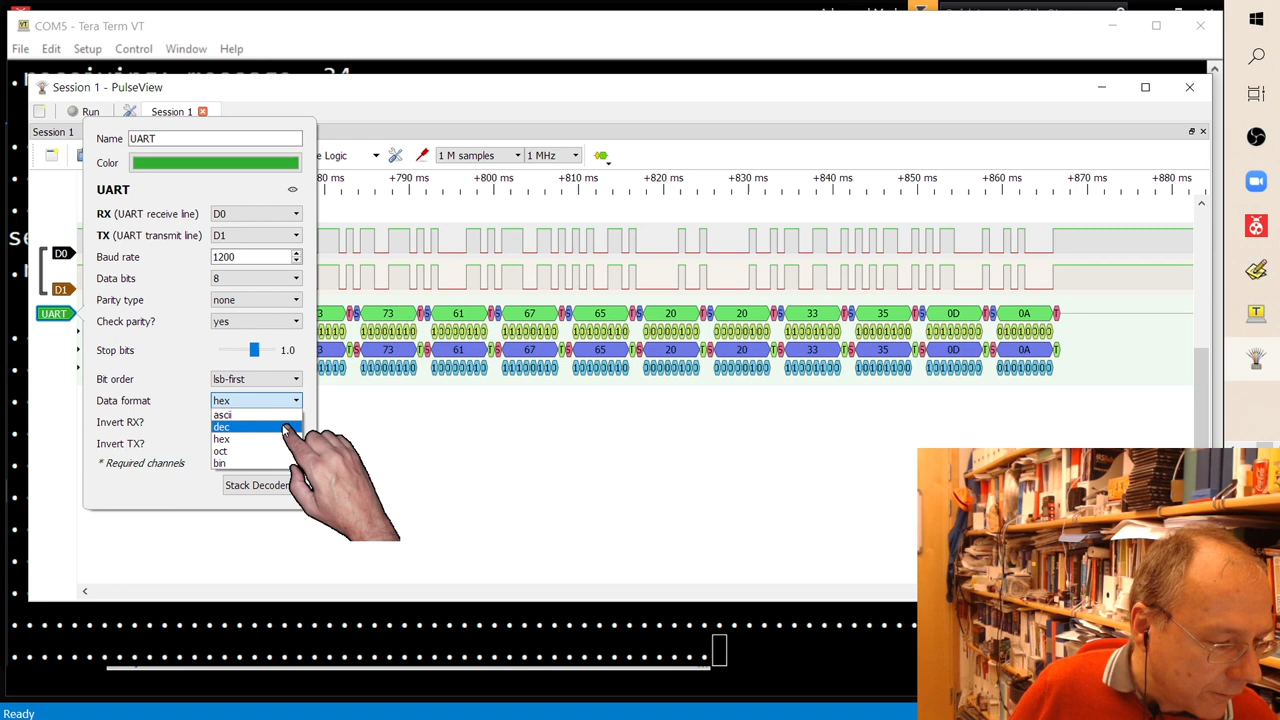 COM5 - Tera Term VT
File Edit Setup Control Window Help
Session 1 - PulseView
Run
Session 1
Session 1
Name UART
Color
Logic
1 M samples
1 MHz
UART
RX (UART receive line) D0
TX (UART transmit line) D1
Baud rate 1200
Data bits 8
Parity type none
Check parity? yes
Stop bits 1.0
Bit order lsb-first
Data format hex
ascii
dec
hex
oct
bin
Invert RX?
Invert TX?
* Required channels
Stack Decoder
+790 ms +800 ms +810 ms +820 ms +830 ms +840 ms +850 ms +860 ms +870 ms +880 ms
D0
D1
UART
73 61 67 65 20 20 33 35 0D 0A
73 61 67 65 20 20 33 35 0D 0A
Ready